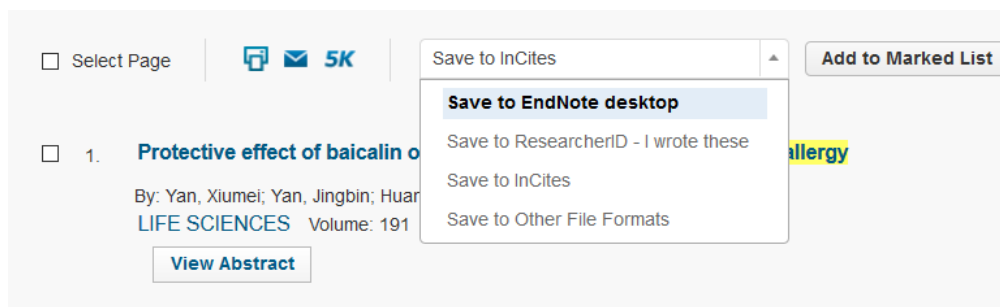 Select Page 5K Save to InCites Add to Marked List
Save to EndNote desktop
Save to ResearcherID - I wrote these
Save to InCites
Save to Other File Formats
1. Protective effect of baicalin o allergy
By: Yan, Xiumei; Yan, Jingbin; Huar
LIFE SCIENCES Volume: 191
View Abstract